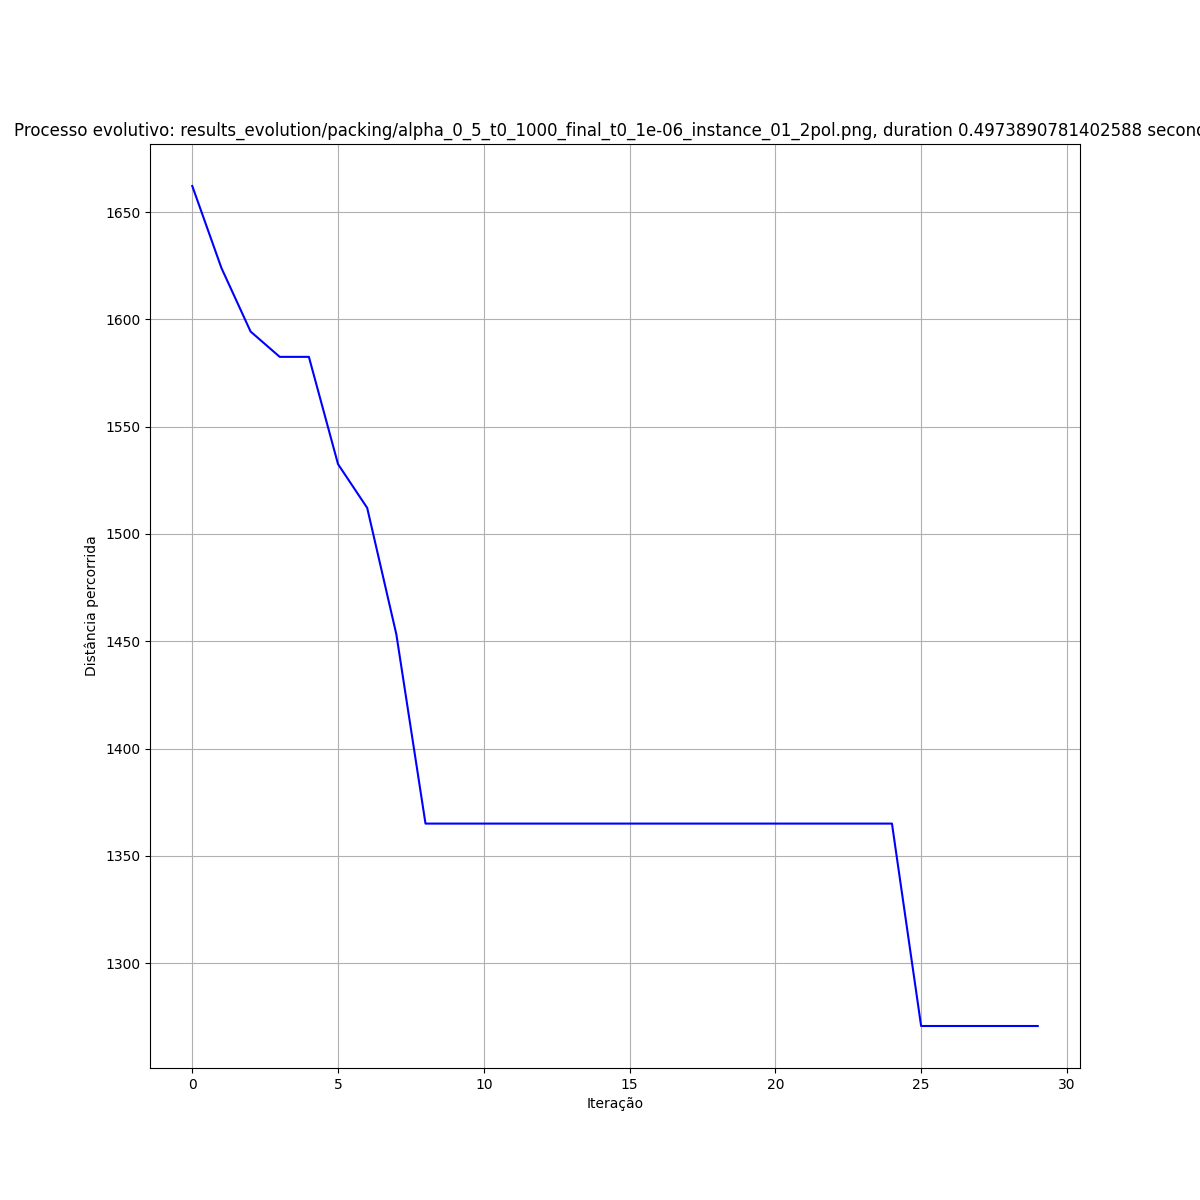 Processo evolutivo: results_evolution/packing/alpha_0_5_t0_1000_final_t0_1e-06_instance_01_2pol.png, duration 0.4973890781402588 secon
Distância percorrida
1650
1600
1550
1500
1450
1400
1350
1300
0 5 10 15 20 25 30
Iteração